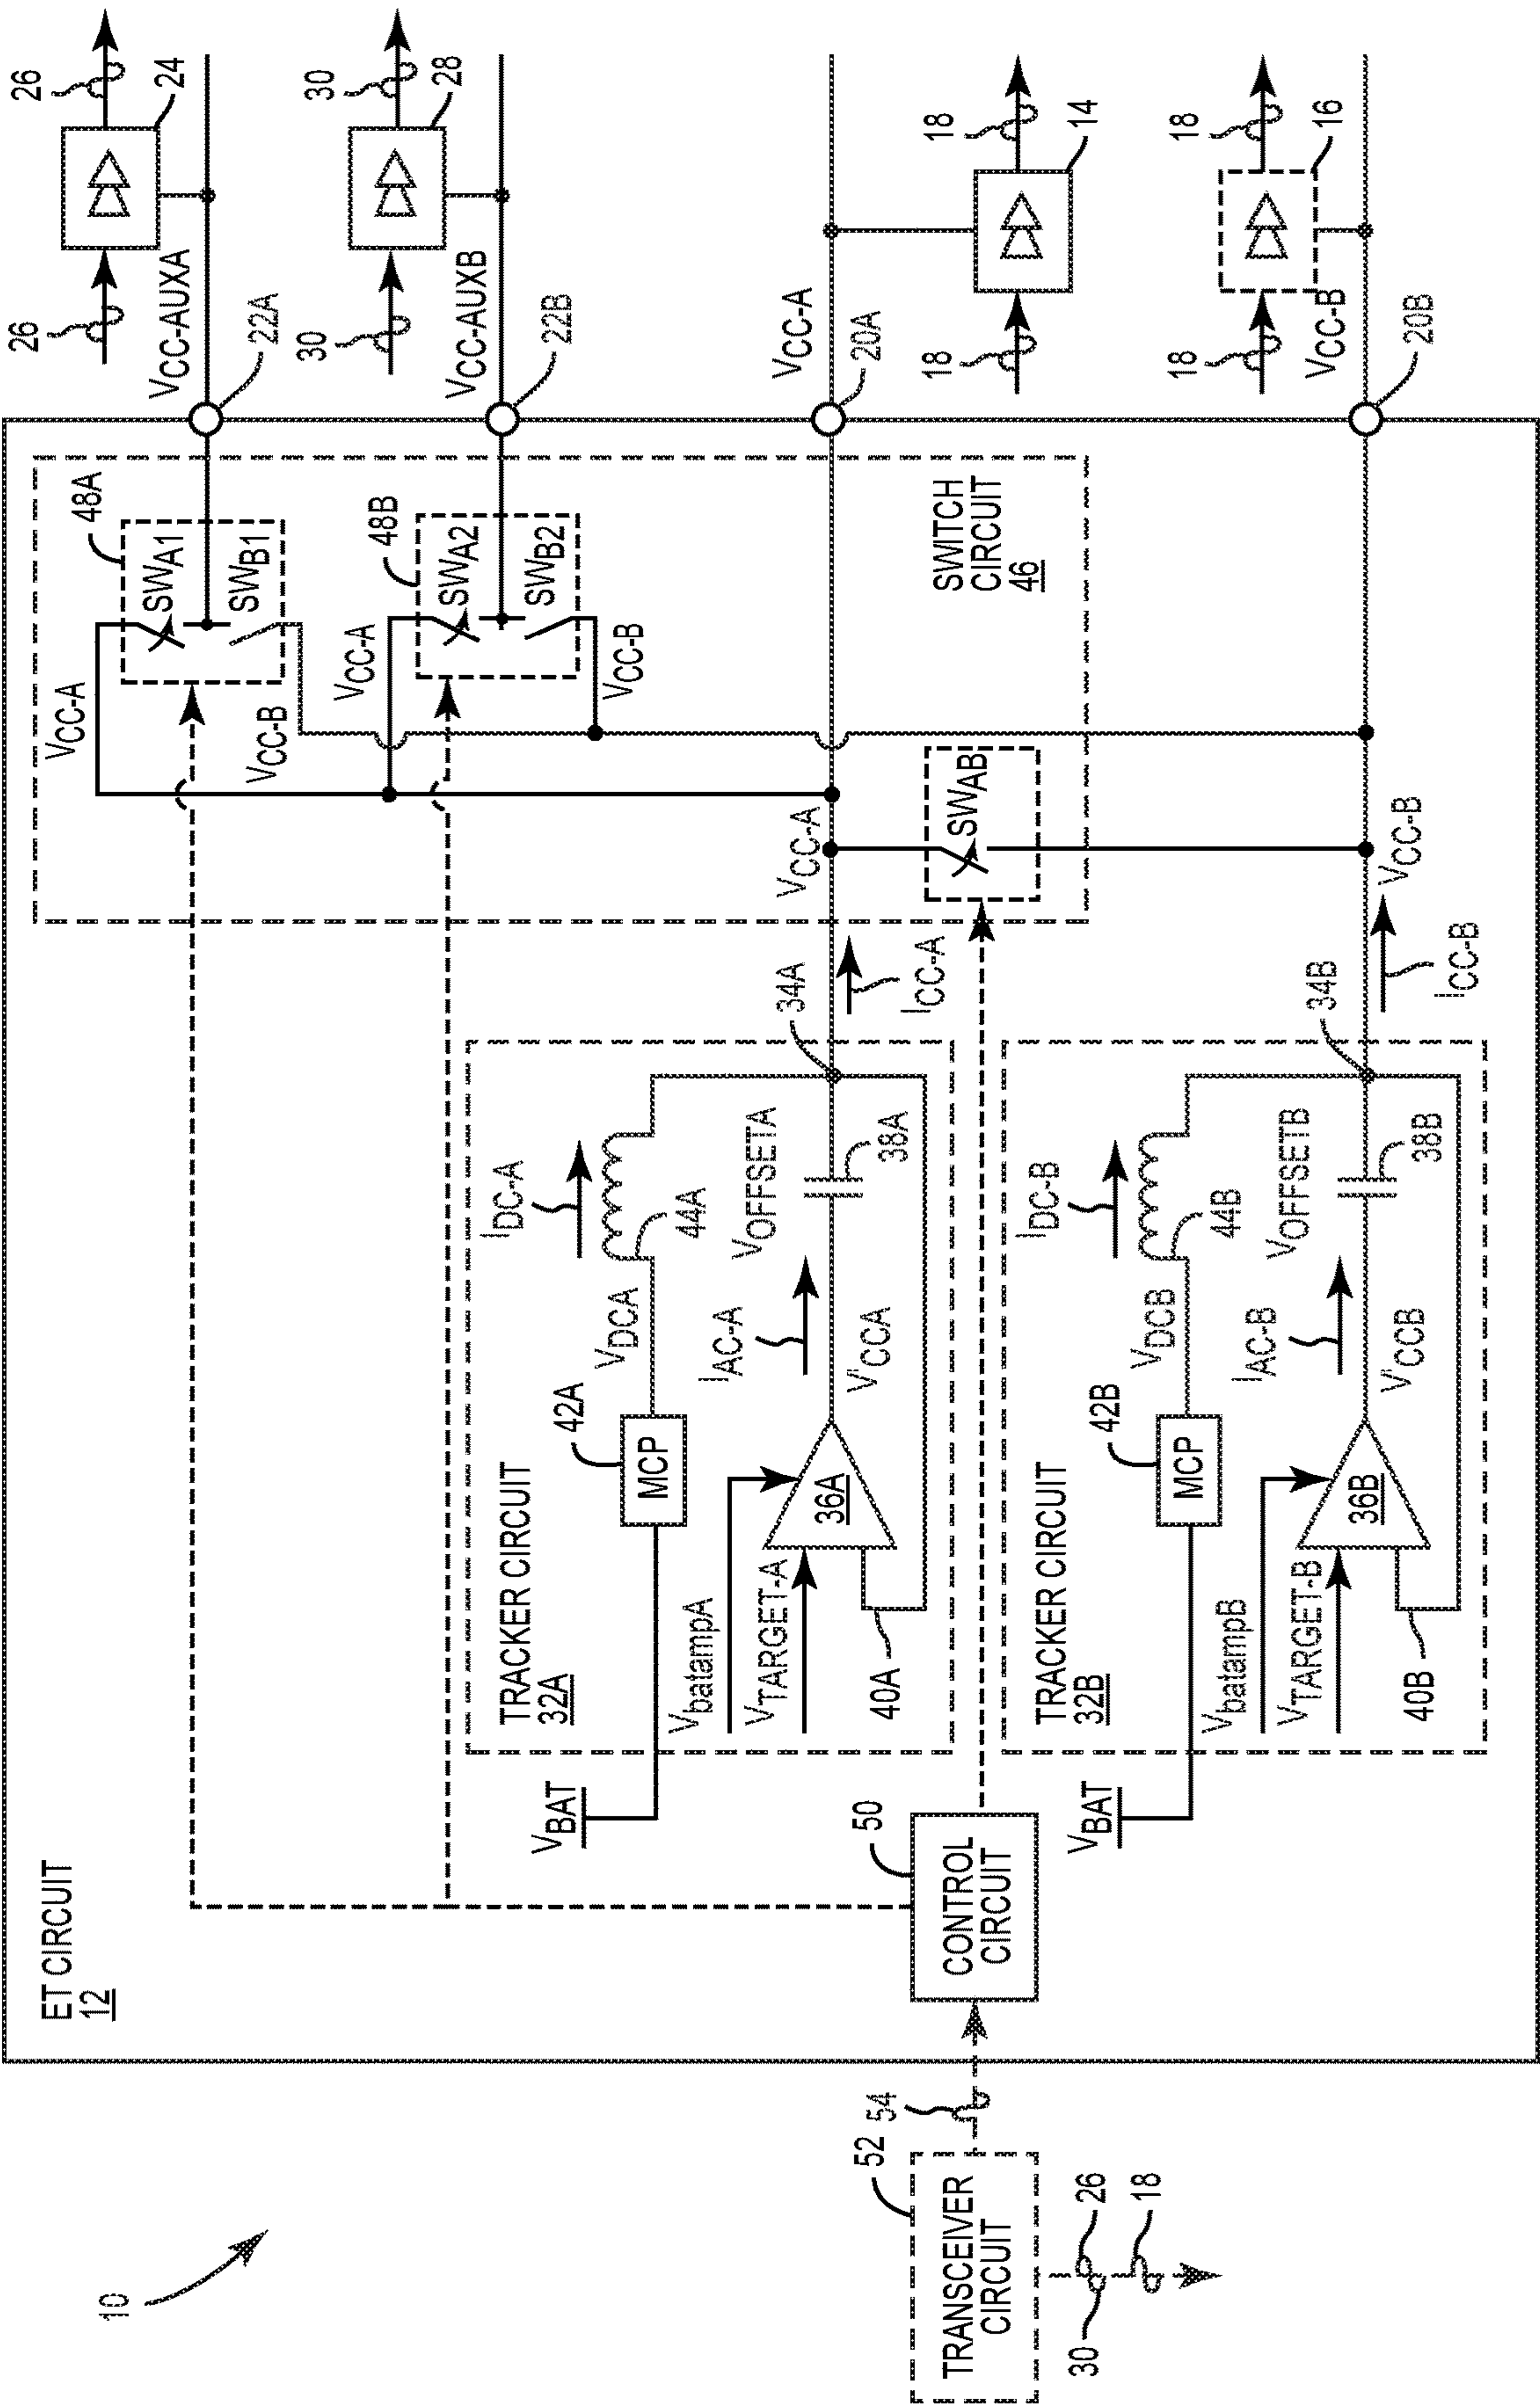 10
ET CIRCUIT
12
TRANSCEIVER
CIRCUIT
52
54
30
26
18
CONTROL
CIRCUIT
50
VBAT
TRACKER CIRCUIT
32A
42A
MCP
VDCA
IDC-A
44A
VbatampA
VTARGET-A
36A
40A
IAC-A
V'CCA
VOFFSETA
38A
34A
ICC-A
VBAT
TRACKER CIRCUIT
32B
42B
MCP
VDCB
IDC-B
44B
VbatampB
VTARGET-B
36B
40B
IAC-B
V'CCB
VOFFSETB
38B
34B
ICC-B
SWITCH
CIRCUIT
46
48A
SWA1
SWB1
VCC-A
VCC-B
48B
SWA2
SWB2
VCC-A
VCC-B
VCC-A
SWAB
VCC-B
22A
VCC-AUXA
26
26
24
22B
VCC-AUXB
30
30
28
20A
VCC-A
18
18
14
20B
VCC-B
18
18
16